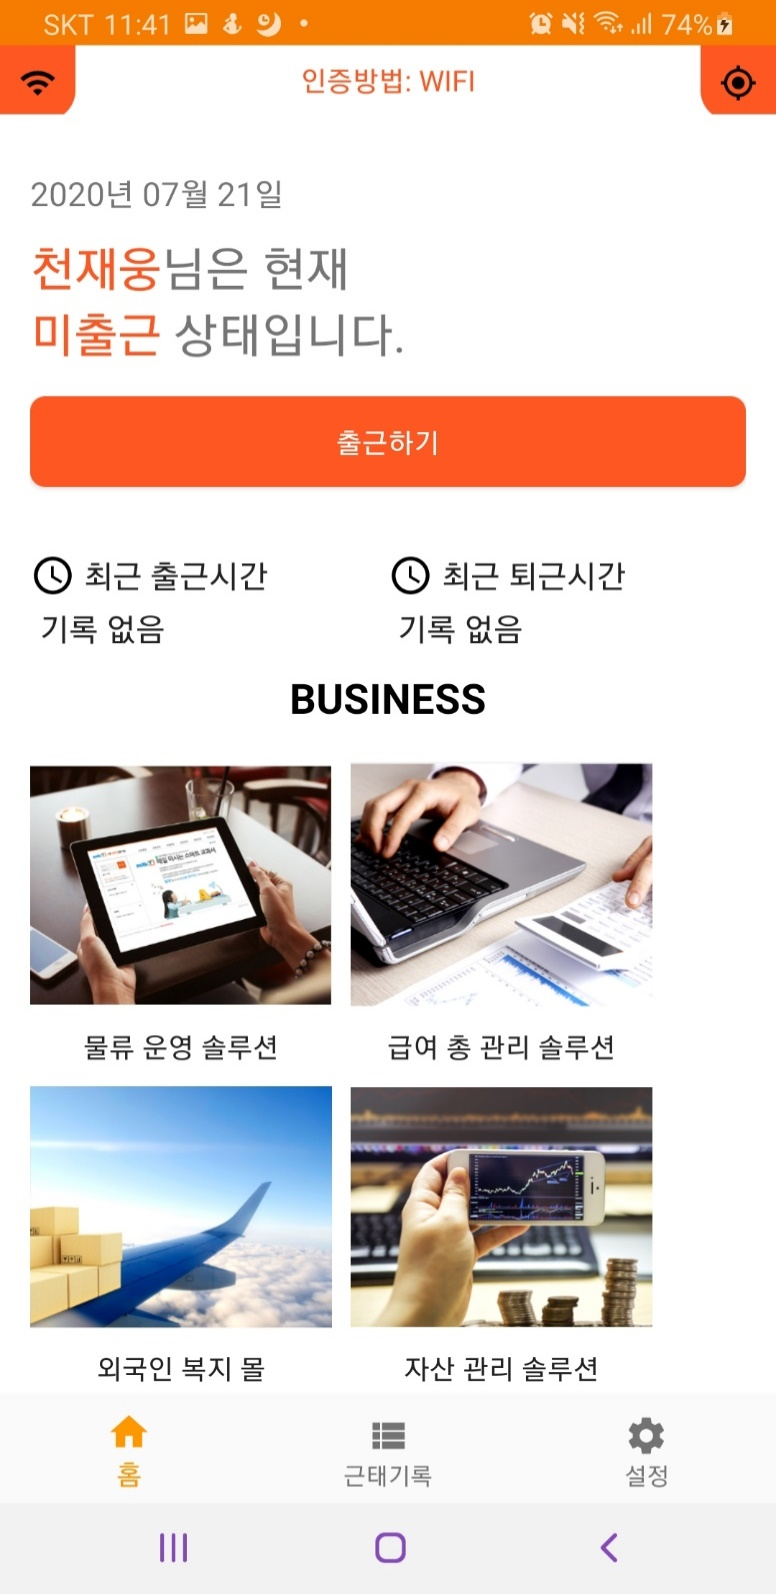 SKT 11:41
74%
인증방법: WIFI
2020년 07월 21일
천재웅님은 현재
미출근 상태입니다.
출근하기
최근 출근시간
기록 없음
최근 퇴근시간
기록 없음
BUSINESS
물류 운영 솔루션
급여 총 관리 솔루션
외국인 복지 몰
자산 관리 솔루션
홈
근태기록
설정